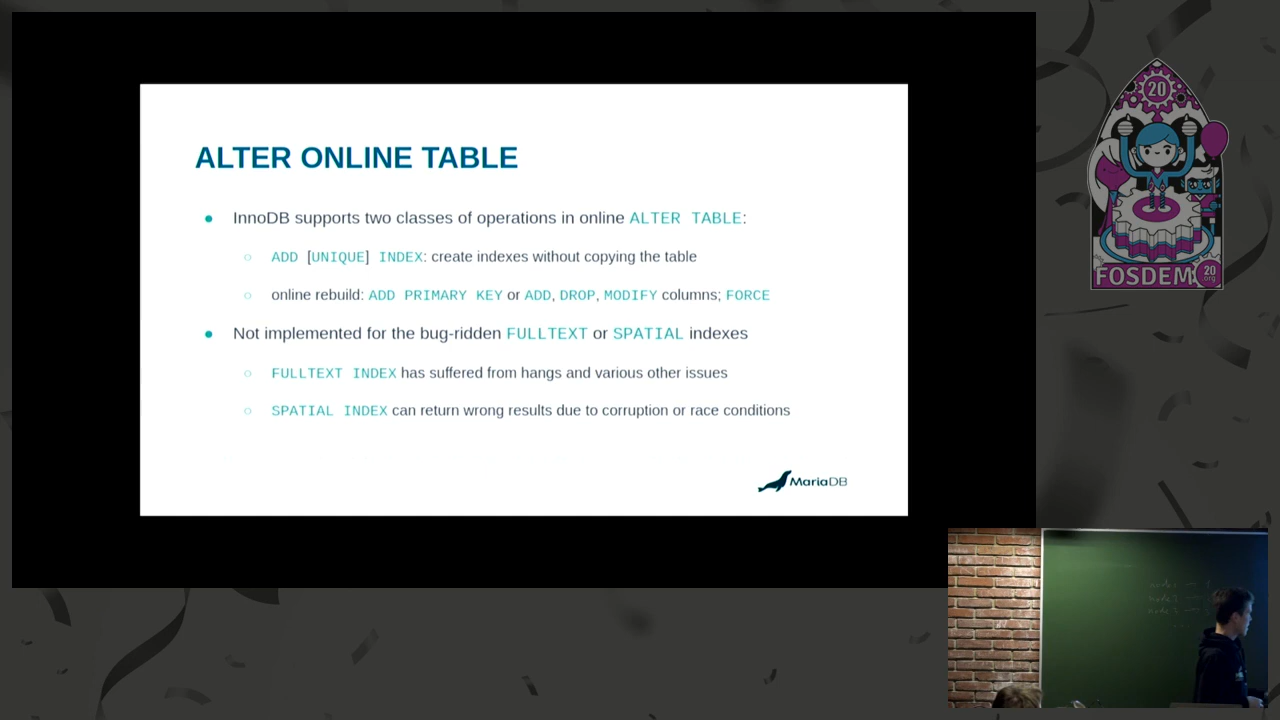 ALTER ONLINE TABLE
● InnoDB supports two classes of operations in online ALTER TABLE:
○ ADD [UNIQUE] INDEX: create indexes without copying the table
○ online rebuild: ADD PRIMARY KEY or ADD, DROP, MODIFY columns; FORCE
● Not implemented for the bug-ridden FULLTEXT or SPATIAL indexes
○ FULLTEXT INDEX has suffered from hangs and various other issues
○ SPATIAL INDEX can return wrong results due to corruption or race conditions
MariaDB
20
FOSDEM
20
org